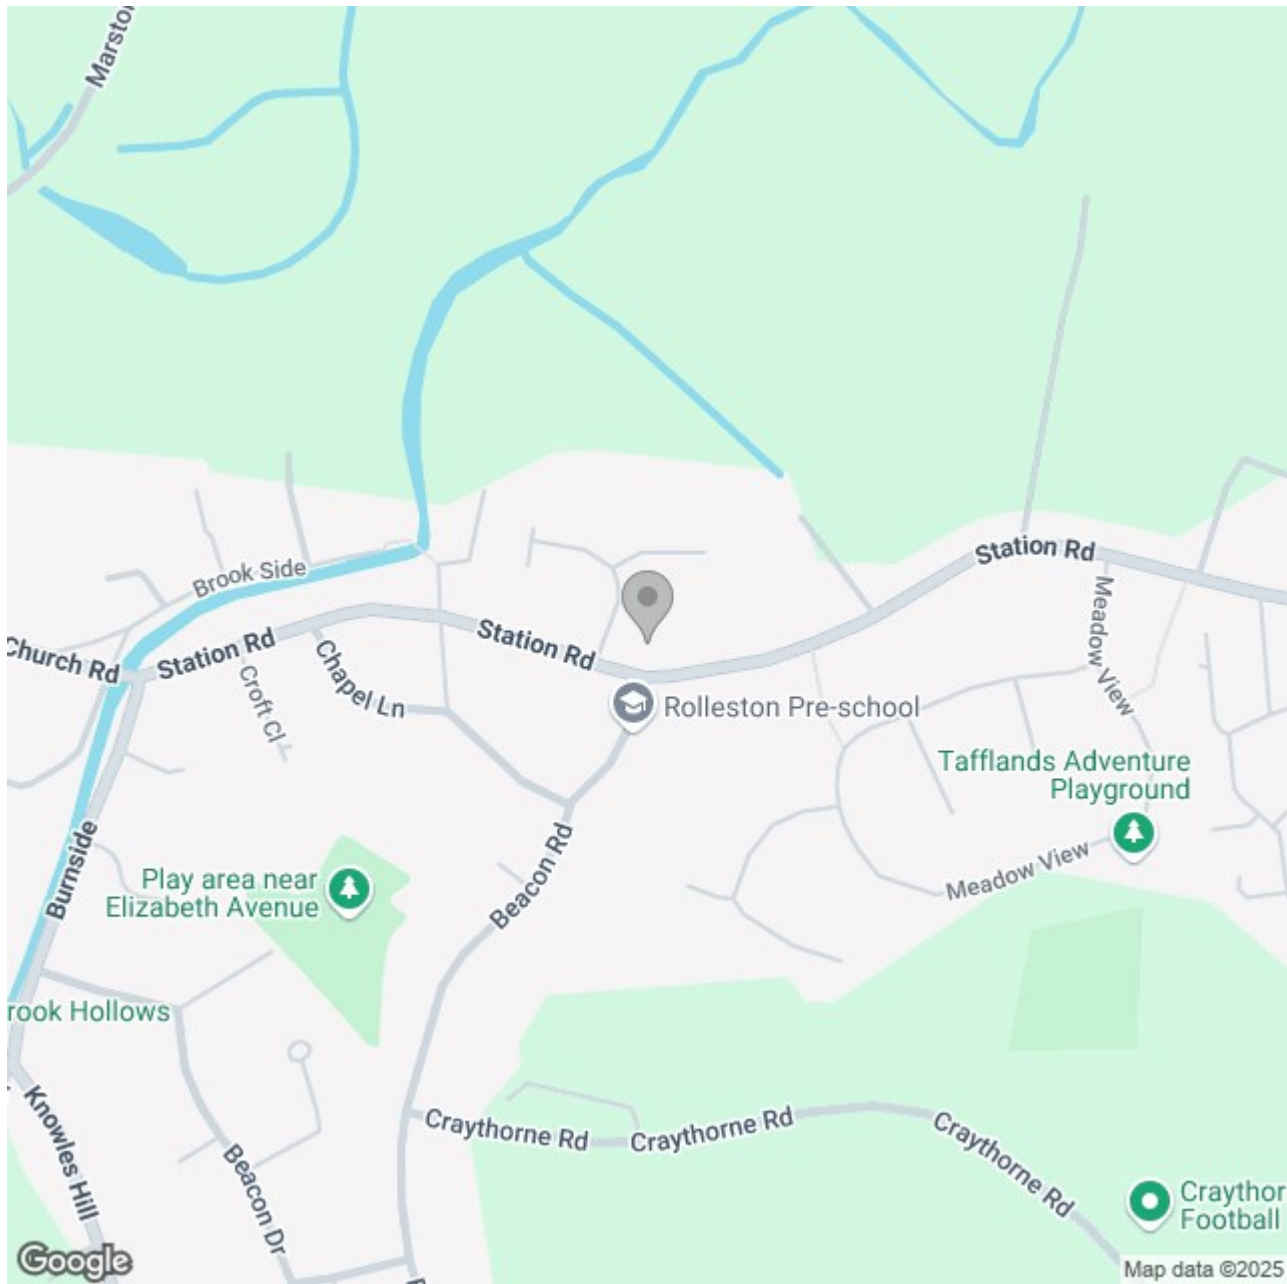 Marsto
Brook Side
Station Rd
Meadow View
Church Rd
Station Rd
Station Rd
Chapel Ln
Croft Cl
Rolleston Pre-school
Tafflands Adventure
Playground
Burnside
Play area near
Elizabeth Avenue
Beacon Rd
Meadow View
rook Hollows
Knowles Hill
Beacon Dr
Craythorne Rd
Craythorne Rd
Craythorne Rd
Craythor
Football
Google
Map data ©2025